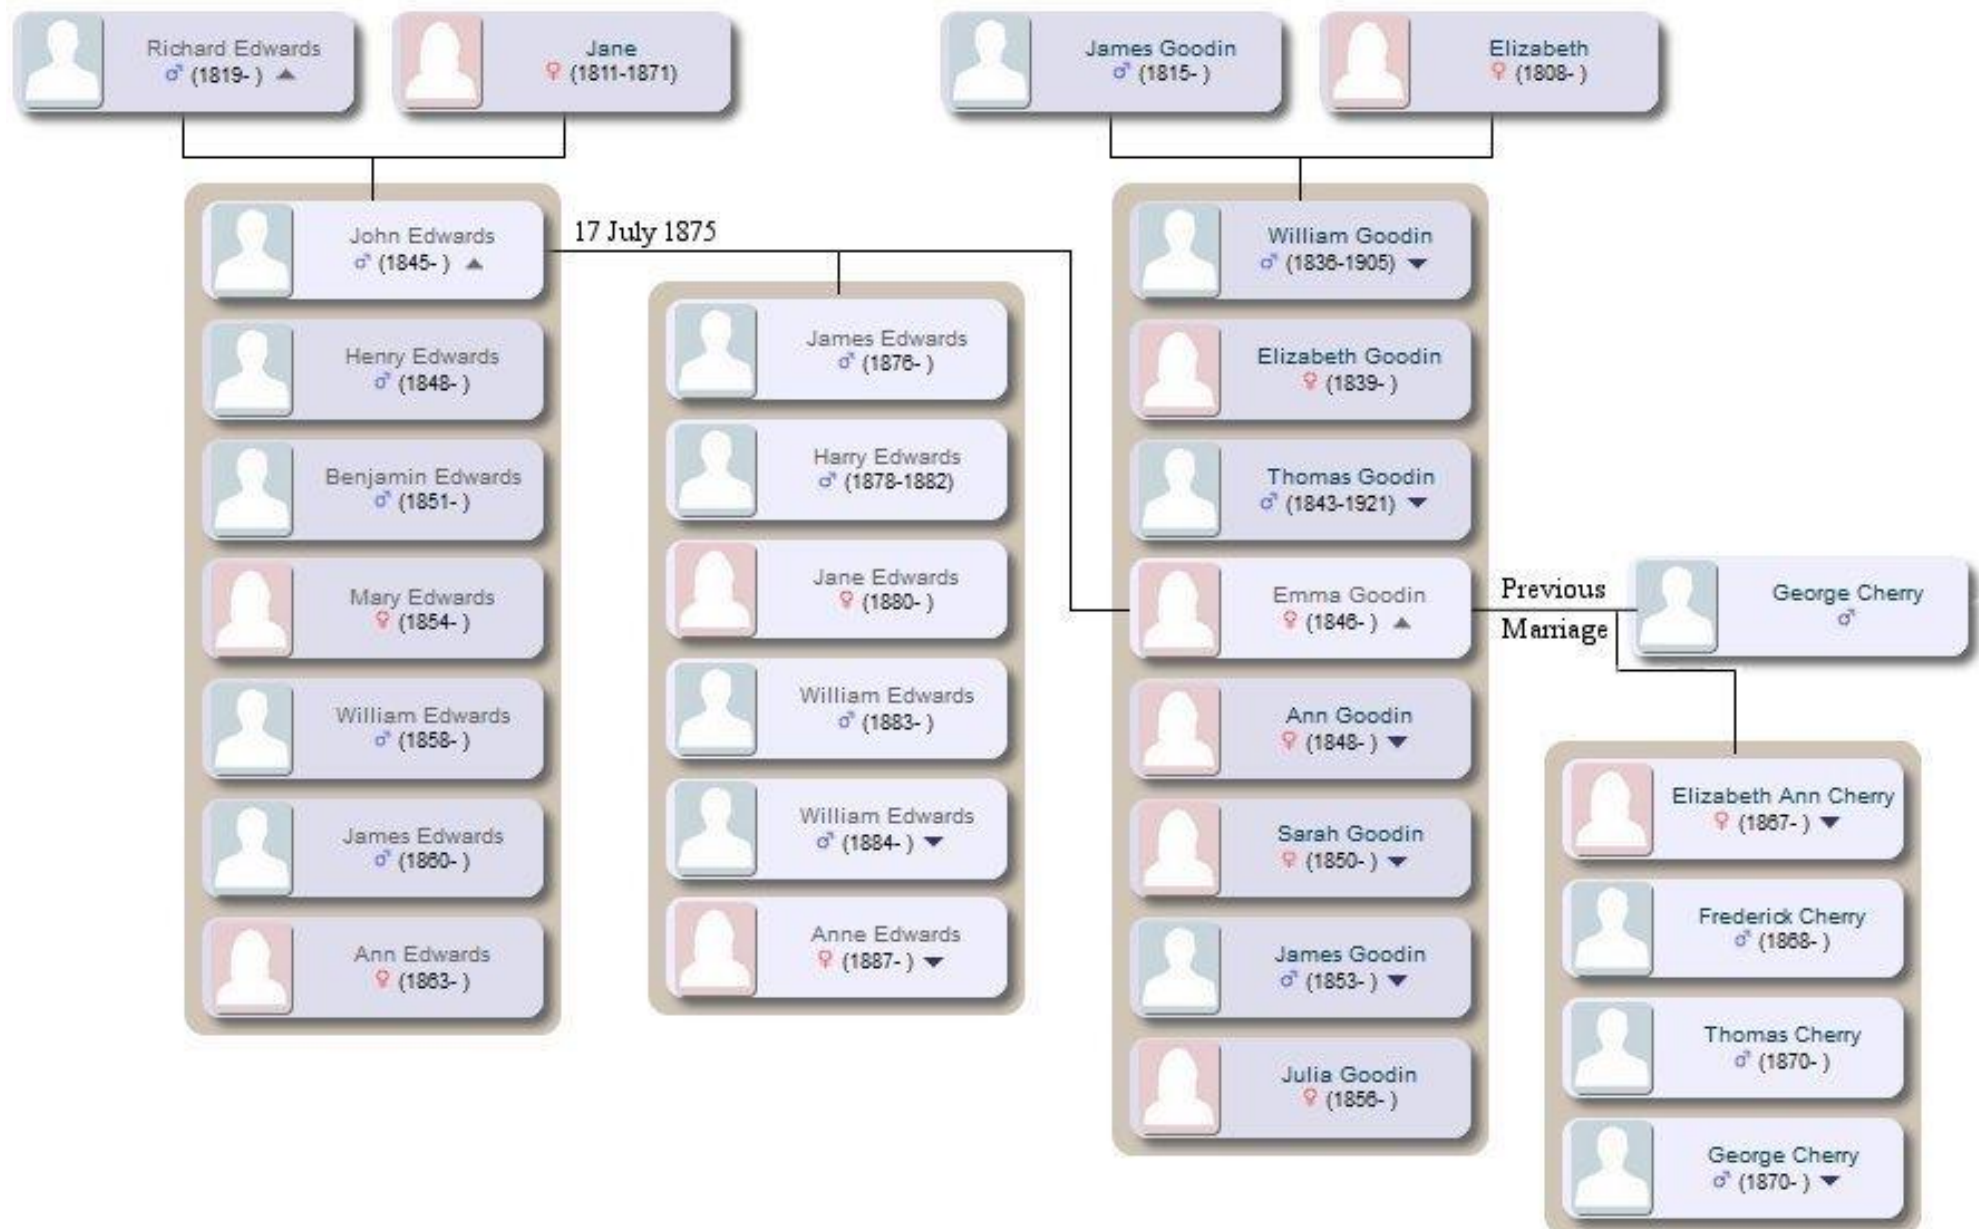 Richard Edwards
♂ (1819- ) ▲
Jane
♀ (1811-1871)
James Goodin
♂ (1815- )
Elizabeth
♀ (1808- )
John Edwards
♂ (1845- ) ▲
Henry Edwards
♂ (1848- )
Benjamin Edwards
♂ (1851- )
Mary Edwards
♀ (1854- )
William Edwards
♂ (1858- )
James Edwards
♂ (1860- )
Ann Edwards
♀ (1863- )
17 July 1875
James Edwards
♂ (1876- )
Harry Edwards
♂ (1878-1882)
Jane Edwards
♀ (1880- )
William Edwards
♂ (1883- )
William Edwards
♂ (1884- ) ▼
Anne Edwards
♀ (1887- ) ▼
William Goodin
♂ (1836-1905) ▼
Elizabeth Goodin
♀ (1839- )
Thomas Goodin
♂ (1843-1921) ▼
Emma Goodin
♀ (1846- ) ▲
Ann Goodin
♀ (1848- ) ▼
Sarah Goodin
♀ (1850- ) ▼
James Goodin
♂ (1853- ) ▼
Julia Goodin
♀ (1856- )
Previous
Marriage
George Cherry
♂
Elizabeth Ann Cherry
♀ (1867- ) ▼
Frederick Cherry
♂ (1868- )
Thomas Cherry
♂ (1870- )
George Cherry
♂ (1870- ) ▼